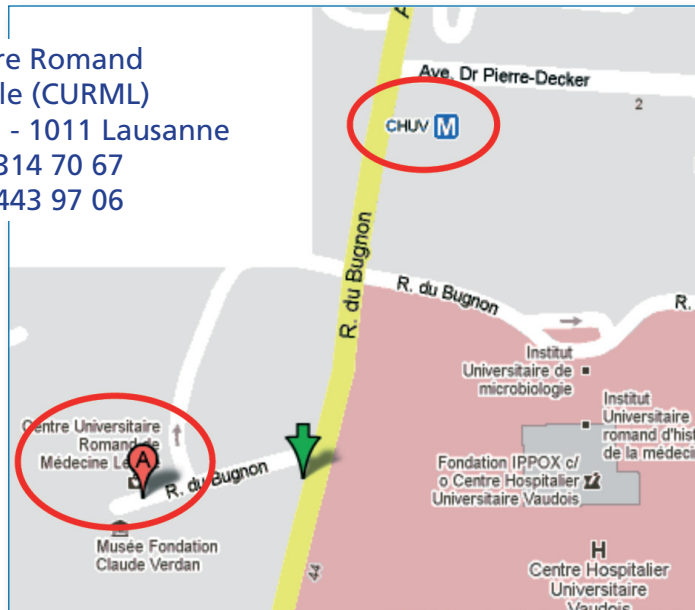 re Romand
le (CURML)
- 1011 Lausanne
314 70 67
443 97 06
Ave. Dr Pierre-Decker
2
CHUV M
R. du Bugnon
R. du Bugnon
R.
Institut
Universitaire de
microbiologie
Institut
Universitaire
romand d'hist
de la médecin
Centre Universitaire
Romand de
Médecine
A
R. du Bugnon
Fondation IPPOX c/
o Centre Hospitalier
Universitaire Vaudois
Musée Fondation
Claude Verdan
44
H
Centre Hospitalier
Universitaire
Vaudois